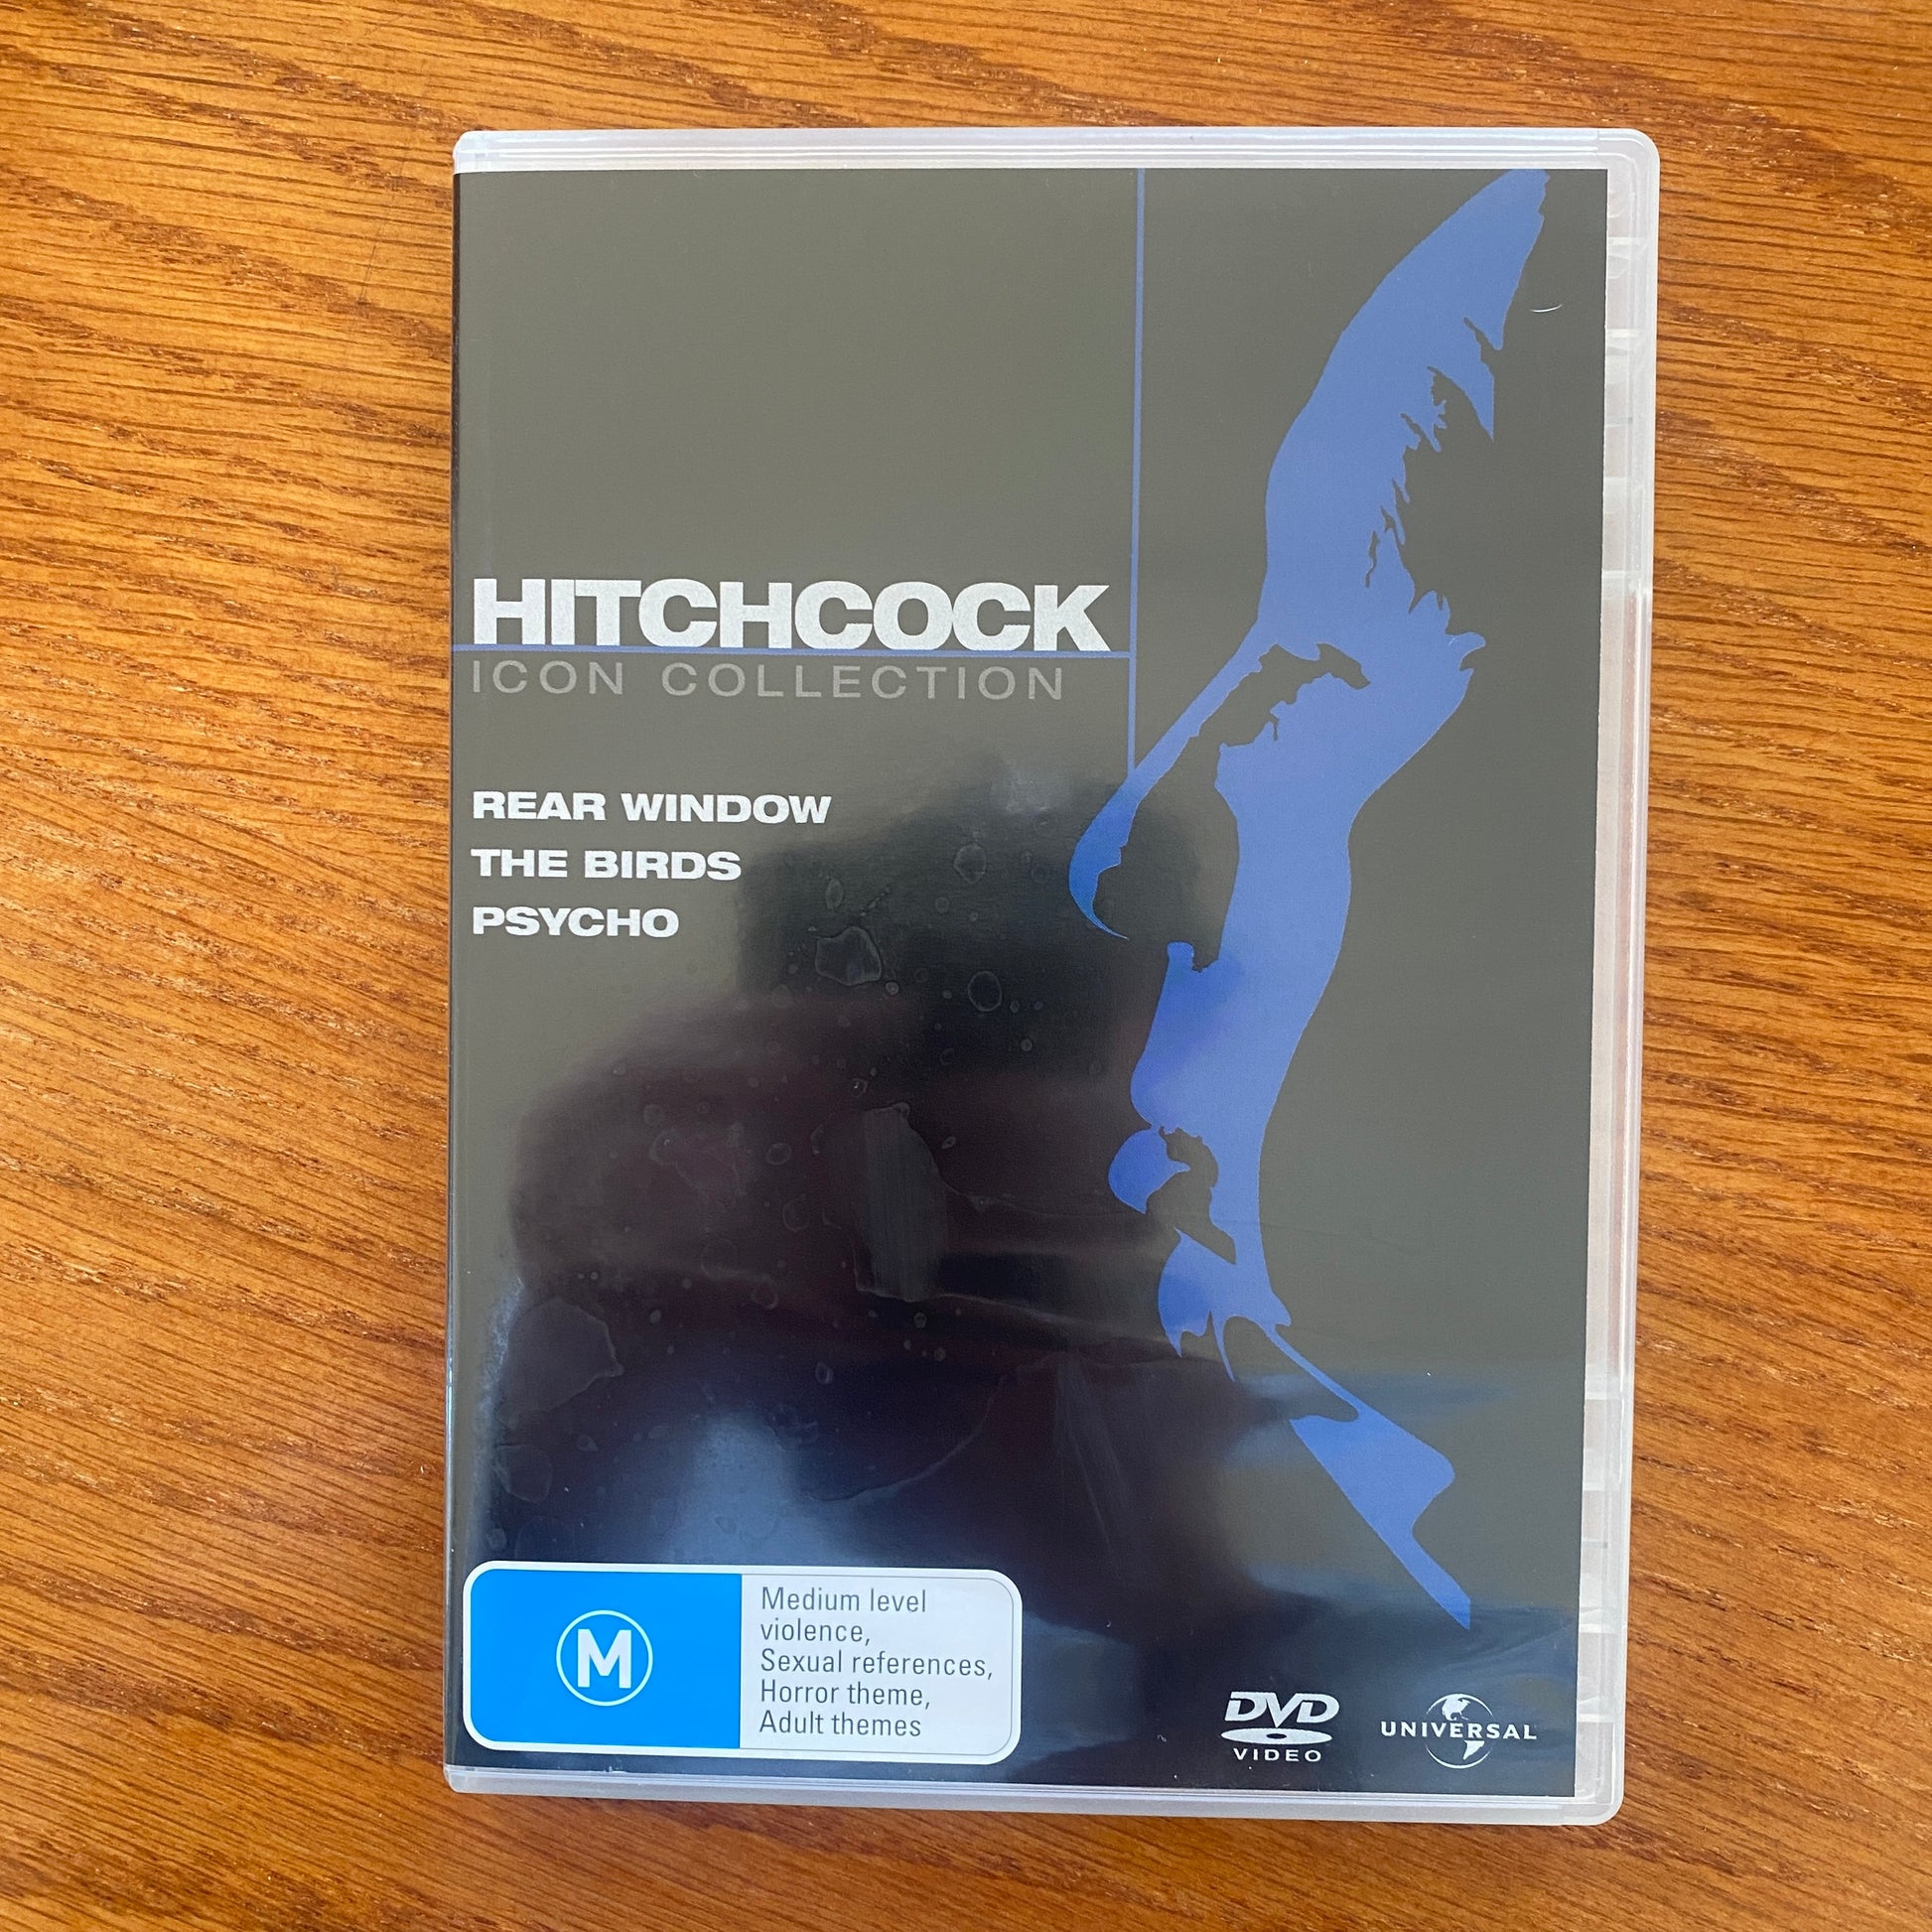 HITCHCOCK
ICON COLLECTION
REAR WINDOW
THE BIRDS
PSYCHO
M
Medium level
violence,
Sexual references,
Horror theme,
Adult themes
DVD
VIDEO
UNIVERSAL